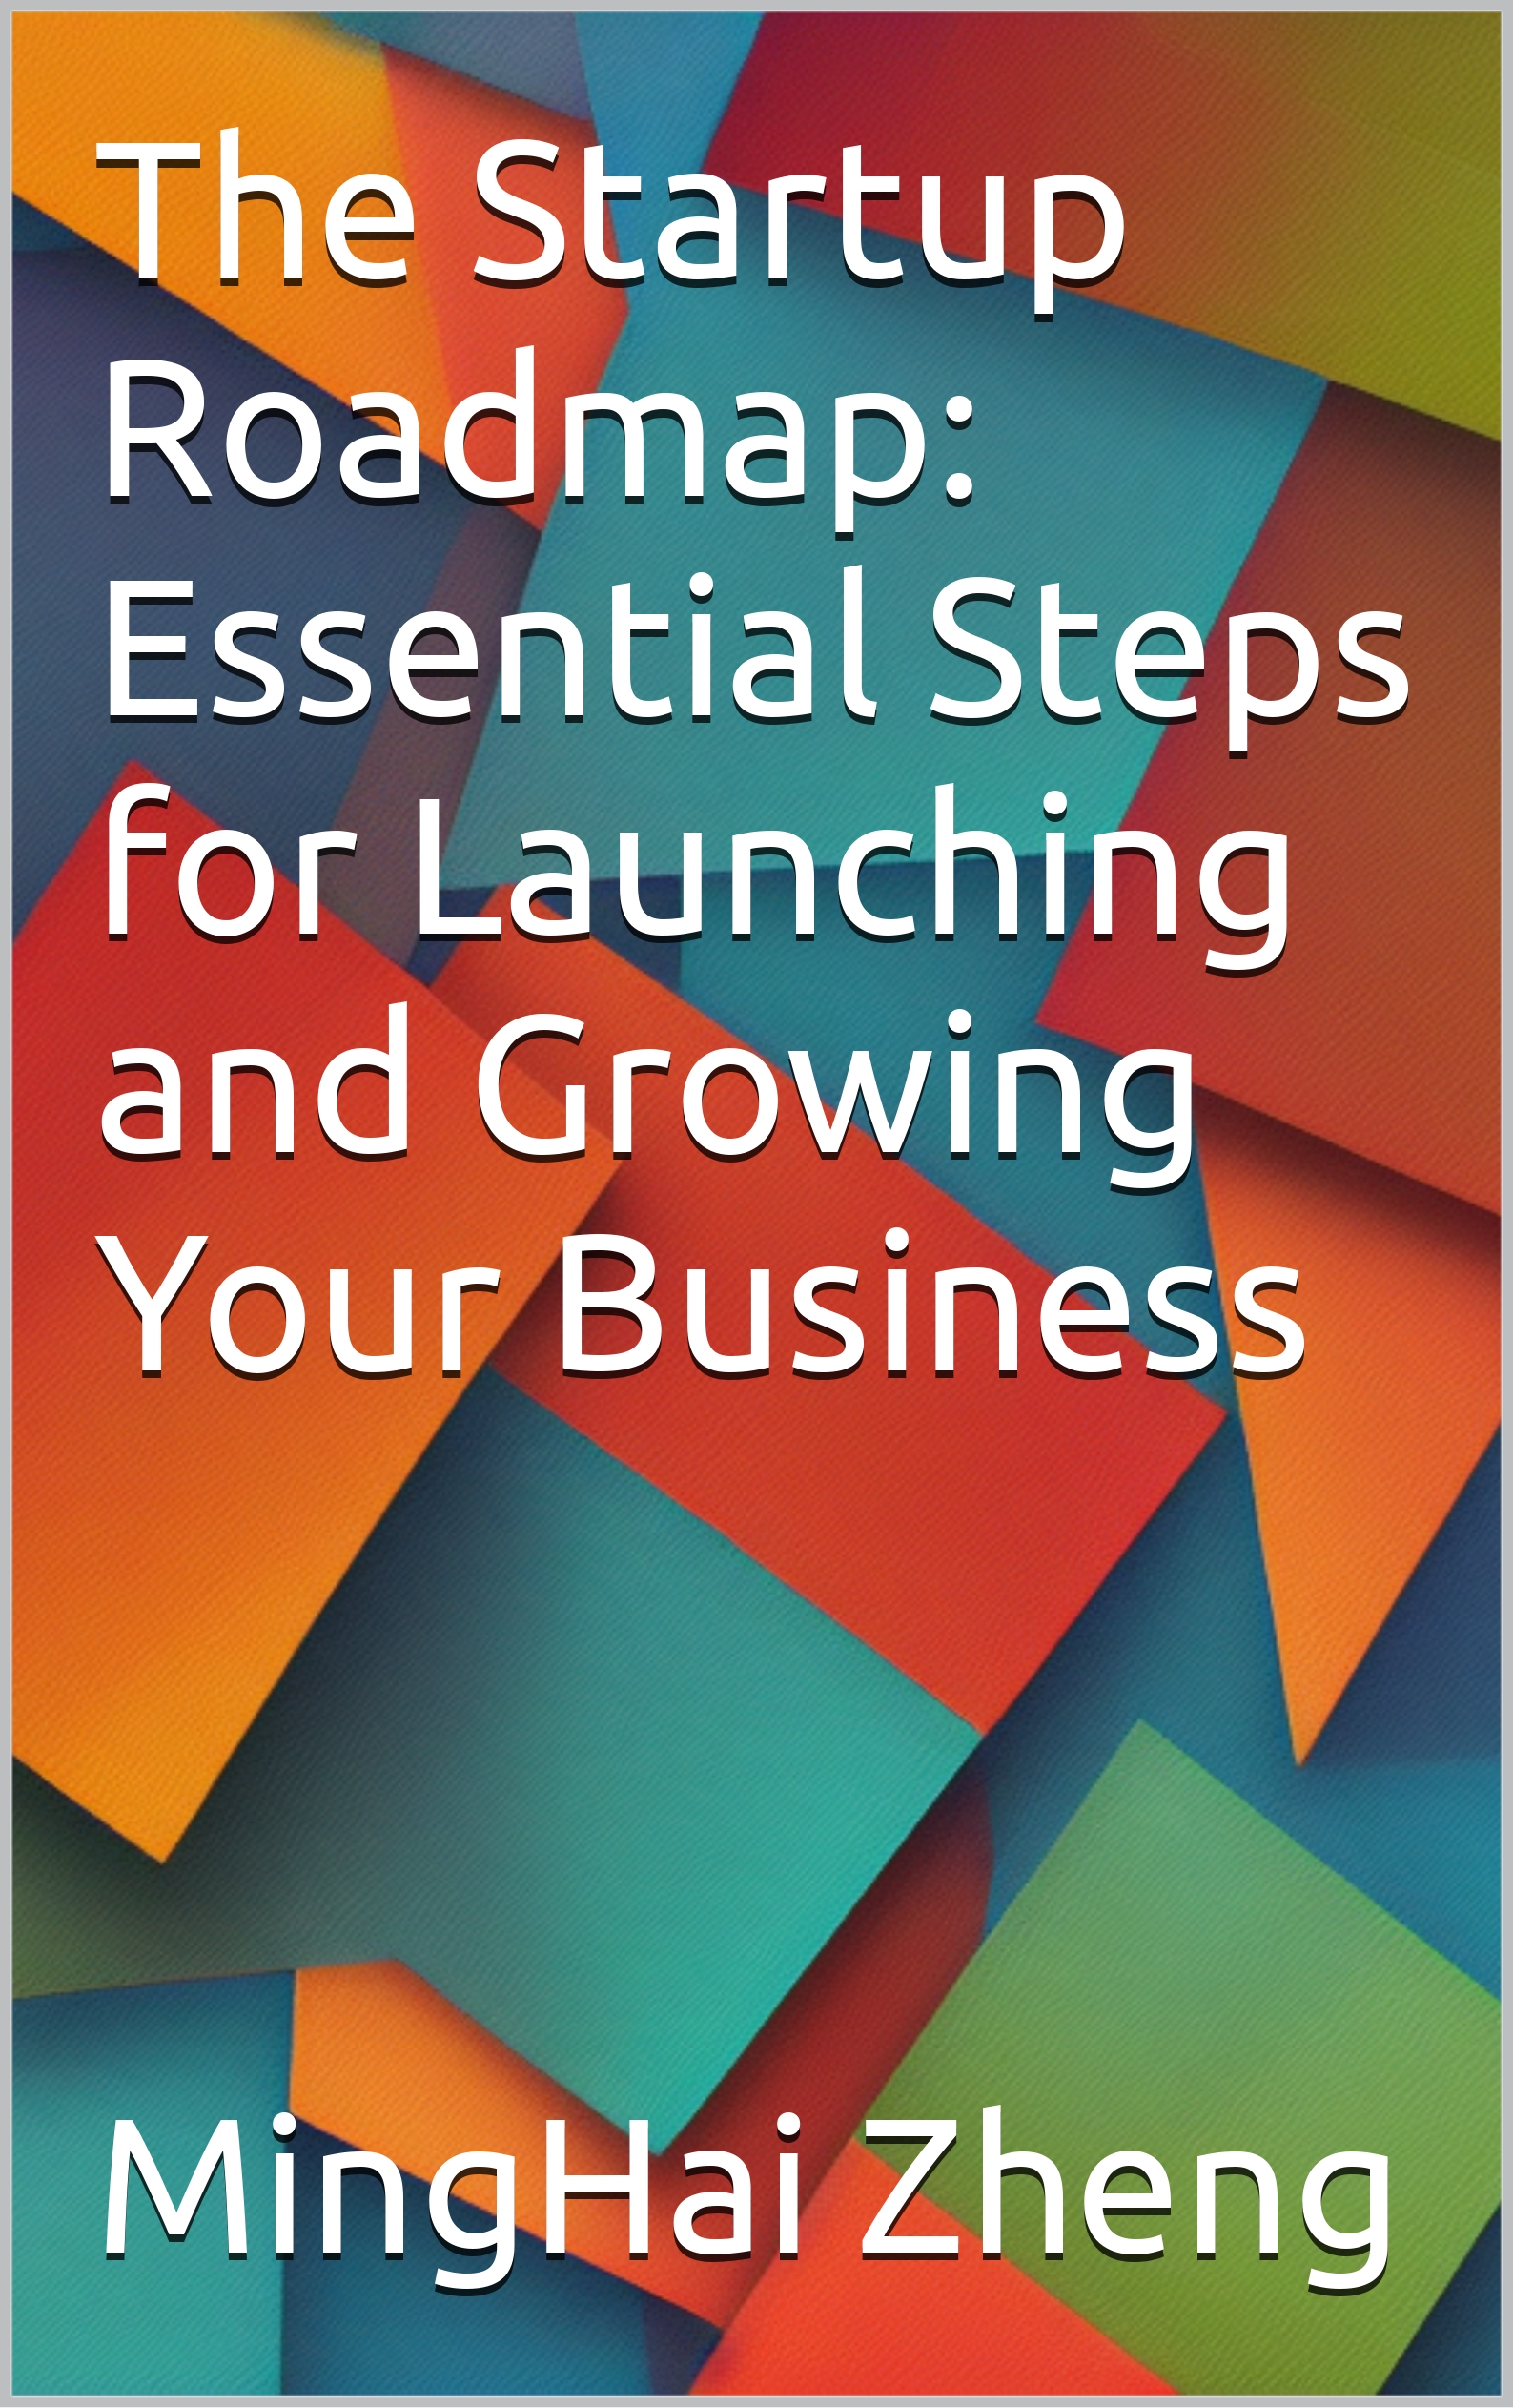 The Startup
Roadmap:
Essential Steps
for Launching
and Growing
Your Business
MingHai Zheng